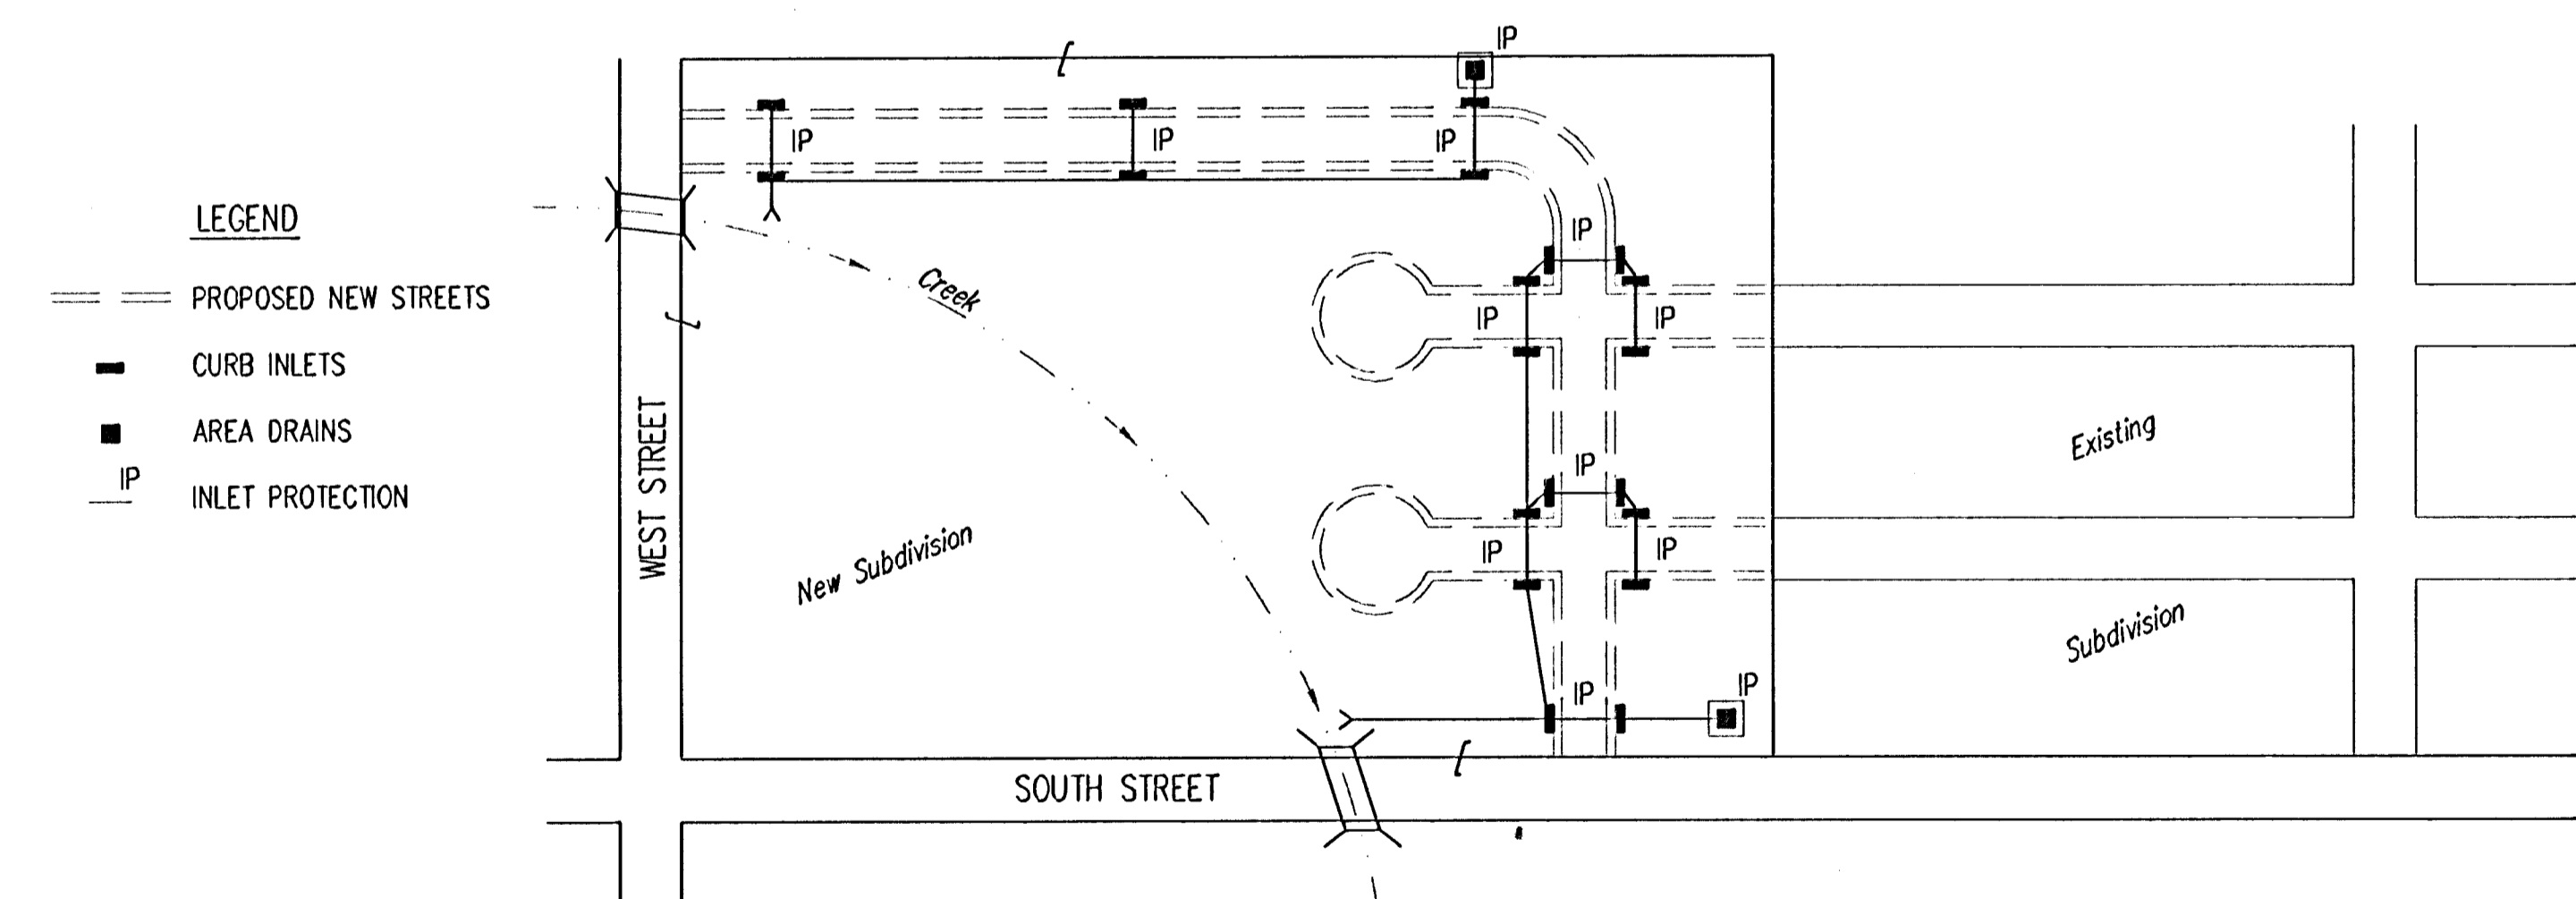 LEGEND
PROPOSED NEW STREETS
CURB INLETS
AREA DRAINS
IP
INLET PROTECTION
WEST STREET
IP
IP
IP
IP
IP
Creek
IP
IP
IP
New Subdivision
IP
IP
IP
IP
SOUTH STREET
Existing
Subdivision